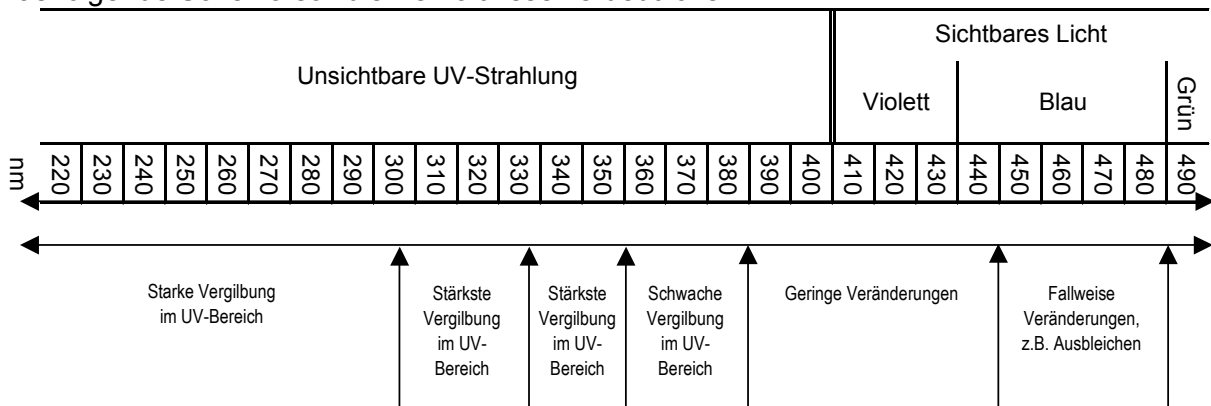 Sichtbares Licht
Unsichtbare UV-Strahlung
Violett
Blau
Grün
nm 220 230 240 250 260 270 280 290 300 310 320 330 340 350 360 370 380 390 400 410 420 430 440 450 460 470 480 490
Starke Vergilbung
im UV-Bereich
Stärkste
Vergilbung
im UV-
Bereich
Stärkste
Vergilbung
im UV-
Bereich
Schwache
Vergilbung
im UV-
Bereich
Geringe Veränderungen
Fallweise
Veränderungen,
z.B. Ausbleichen